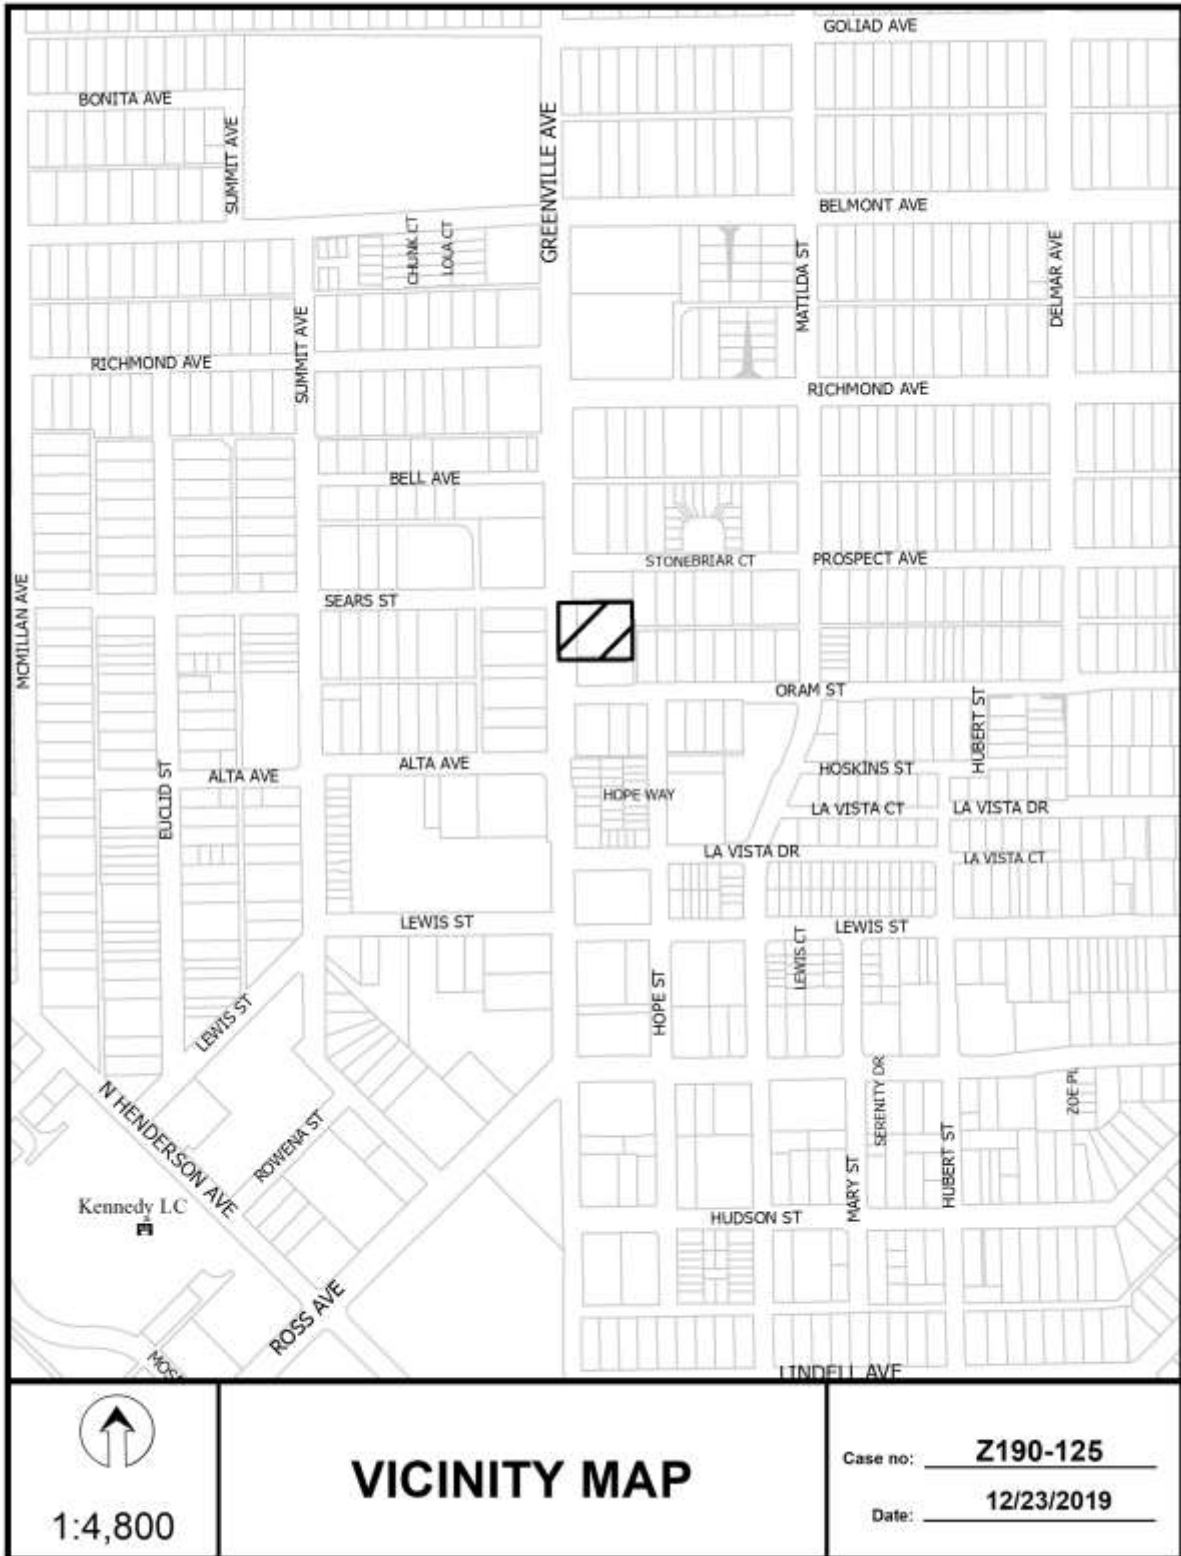 GOLIAD AVE
BONITA AVE
SUMMIT AVE
GREENVILLE AVE
BELMONT AVE
CHUNK CT
LOLA CT
MATILDA ST
DELMAR AVE
SUMMIT AVE
RICHMOND AVE
RICHMOND AVE
BELL AVE
STONEBRIAR CT
PROSPECT AVE
MCMILLAN AVE
SEARS ST
ORAM ST
HUBERT ST
EUCLID ST
ALTA AVE
ALTA AVE
HOSKINS ST
HOPE WAY
LA VISTA CT
LA VISTA DR
LA VISTA DR
LA VISTA CT
LEWIS ST
LEWIS ST
LEWIS CT
HOPE ST
LEWIS ST
SERENITY DR
ZOE PL
N HENDERSON AVE
ROWENA ST
MARY ST
HUBERT ST
Kennedy LC
HUDSON ST
ROSS AVE
LINDELL AVE
1:4,800
VICINITY MAP
Case no: Z190-125
Date: 12/23/2019